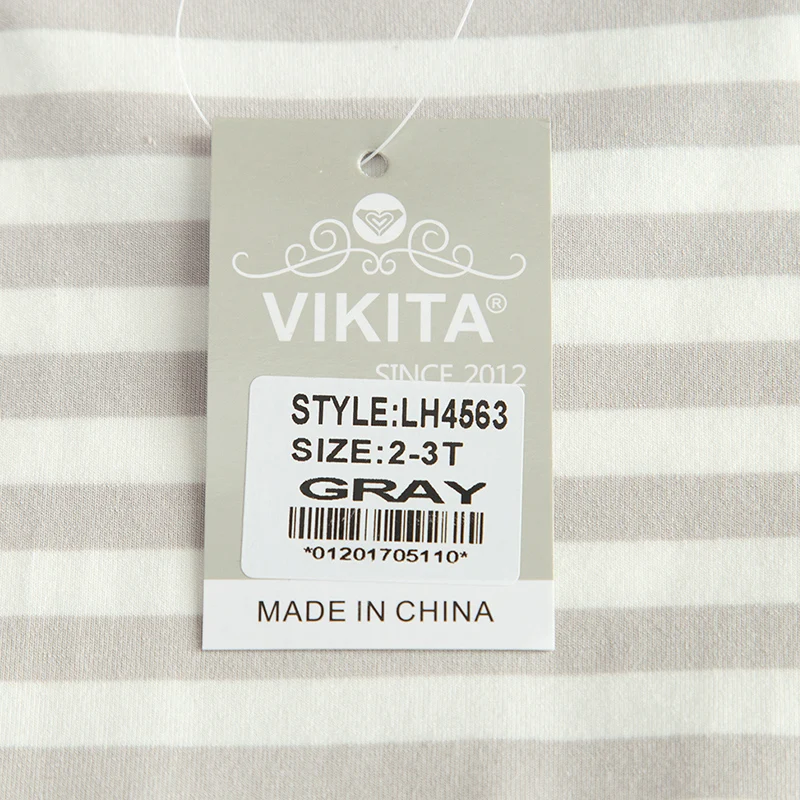 VIKITA®
SINCE 2012
STYLE:LH4563
SIZE:2-3T
GRAY
*01201705110*
MADE IN CHINA